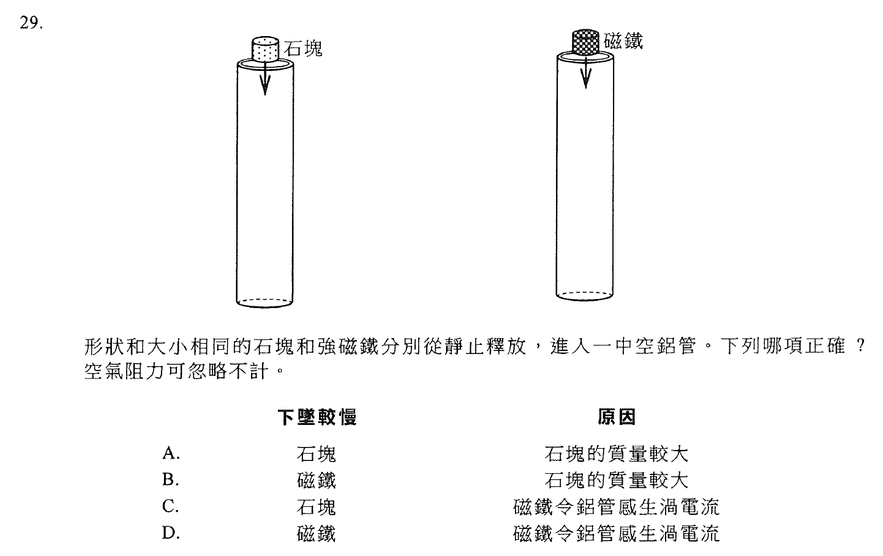 29.
石塊
磁鐵
形狀和大小相同的石塊和強磁鐵分別從靜止釋放，進入一中空鋁管。下列哪項正確？
空氣阻力可忽略不計。
下墜較慢 原因
A. 石塊 石塊的質量較大
B. 磁鐵 石塊的質量較大
C. 石塊 磁鐵令鋁管感生渦電流
D. 磁鐵 磁鐵令鋁管感生渦電流